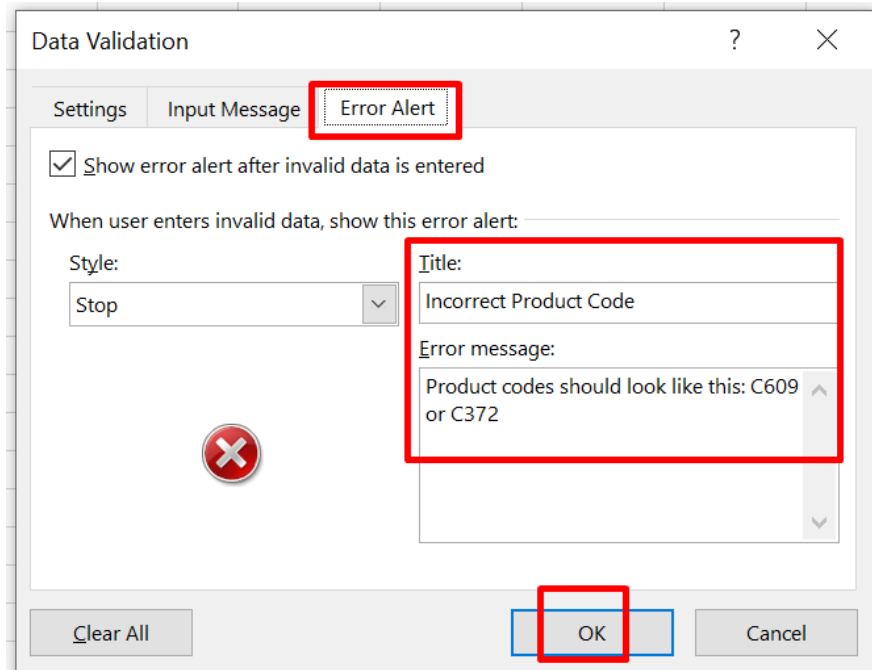 Data Validation
?
Settings
Input Message
Error Alert
Show error alert after invalid data is entered
When user enters invalid data, show this error alert:
Style:
Title:
Stop
Incorrect Product Code
Error message:
Product codes should look like this: C609
or C372
Clear All
OK
Cancel